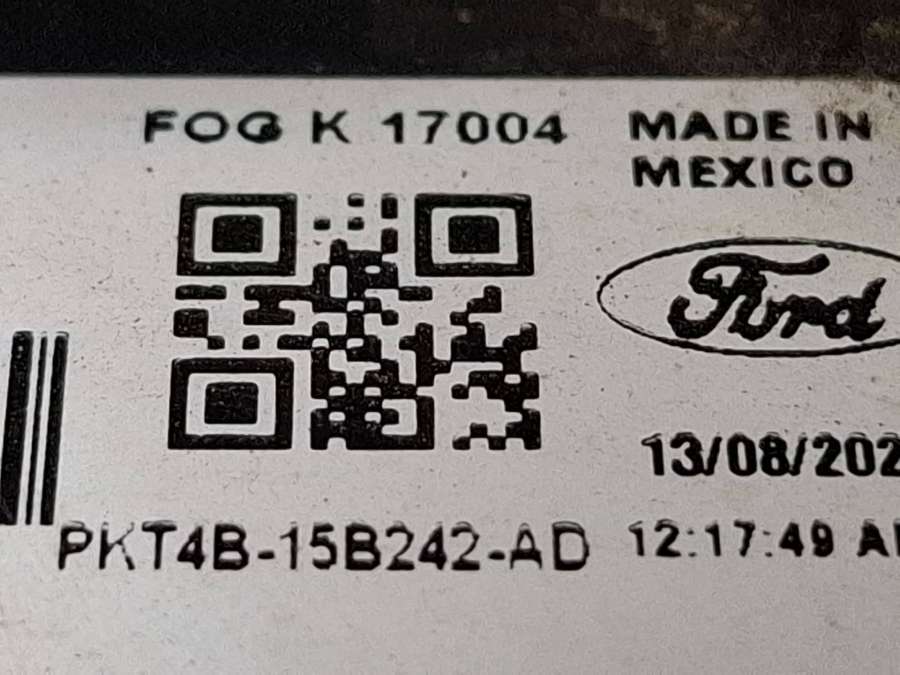 FOG K 17004
MADE IN
MEXICO
Ford
13/08/202
PKT4B-15B242-AD
12:17:49 A